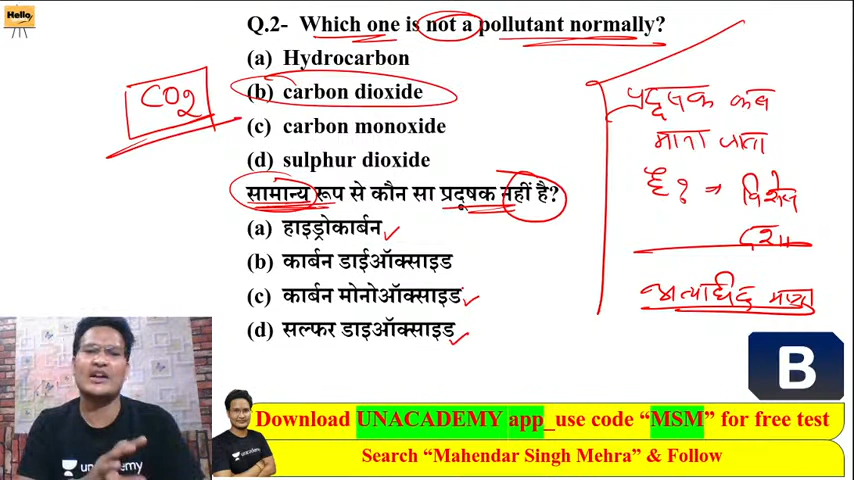 Hello
Q.2- Which one is not a pollutant normally?
(a) Hydrocarbon
(b) carbon dioxide
(c) carbon monoxide
(d) sulphur dioxide
सामान्य रूप से कौन सा प्रदूषक नहीं है?
(a) हाइड्रोकार्बन
(b) कार्बन डाईऑक्साइड
(c) कार्बन मोनोऑक्साइड
(d) सल्फर डाइऑक्साइड
CO2
प्रदूषक कब
माना जाता
है? → विशेष
दशा
B
unacademy
Download UNACADEMY app_use code “MSM” for free test
Search “Mahendar Singh Mehra” & Follow